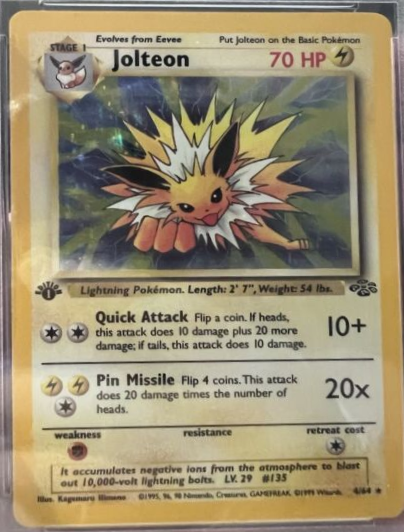 Evolves from Eevee Put Jolteon on the Basic Pokémon
STAGE 1
Jolteon 70 HP
1
Lightning Pokémon. Length: 2' 7", Weight: 54 lbs.
Quick Attack Flip a coin. If heads,
this attack does 10 damage plus 20 more
damage; if tails, this attack does 10 damage.
10+
Pin Missile Flip 4 coins. This attack
does 20 damage times the number of
heads.
20x
weakness resistance retreat cost
It accumulates negative ions from the atmosphere to blast
out 10,000-volt lightning bolts. LV. 29 #135
Illus. Kagemaru Himeno ©1995, 96, 98 Nintendo, Creatures, GAMEFREAK. ©1999 Wizards. 4/64 ★